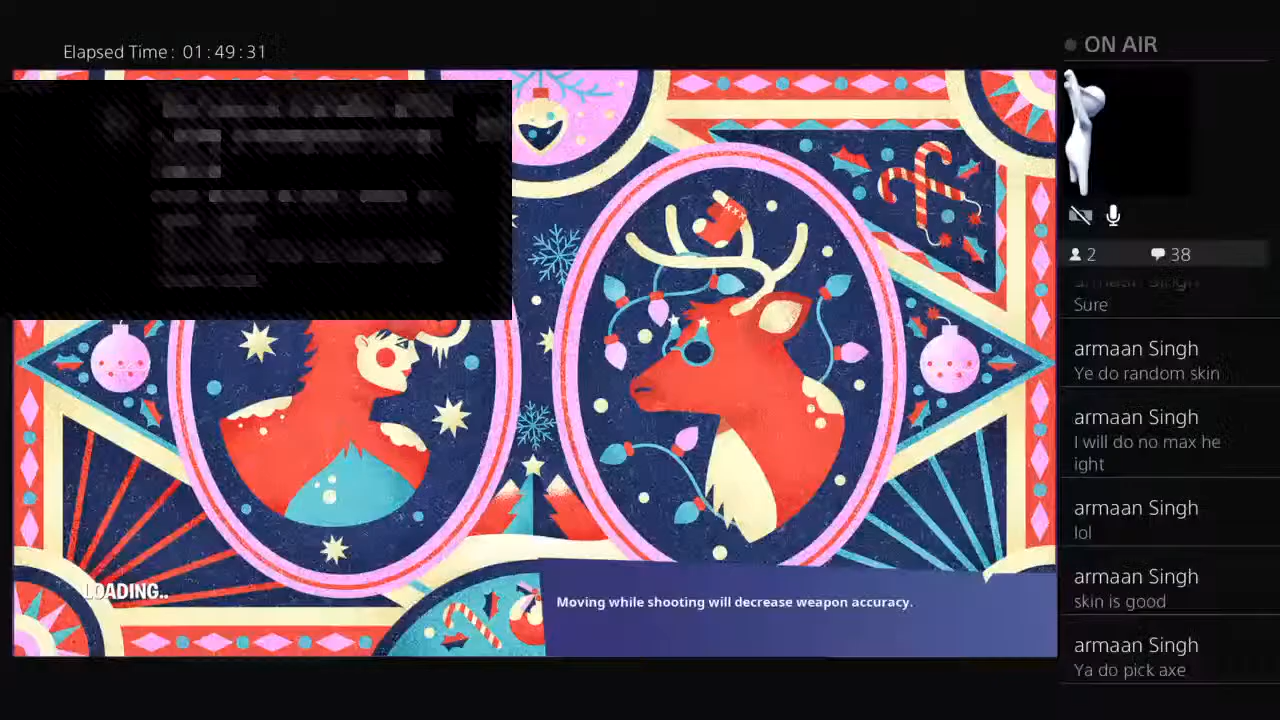 Elapsed Time: 01:49:31
ON AIR
2
38
Sure
armaan Singh
Ye do random skin
armaan Singh
I will do no max he
ight
armaan Singh
lol
armaan Singh
skin is good
armaan Singh
Ya do pick axe
LOADING..
Moving while shooting will decrease weapon accuracy.